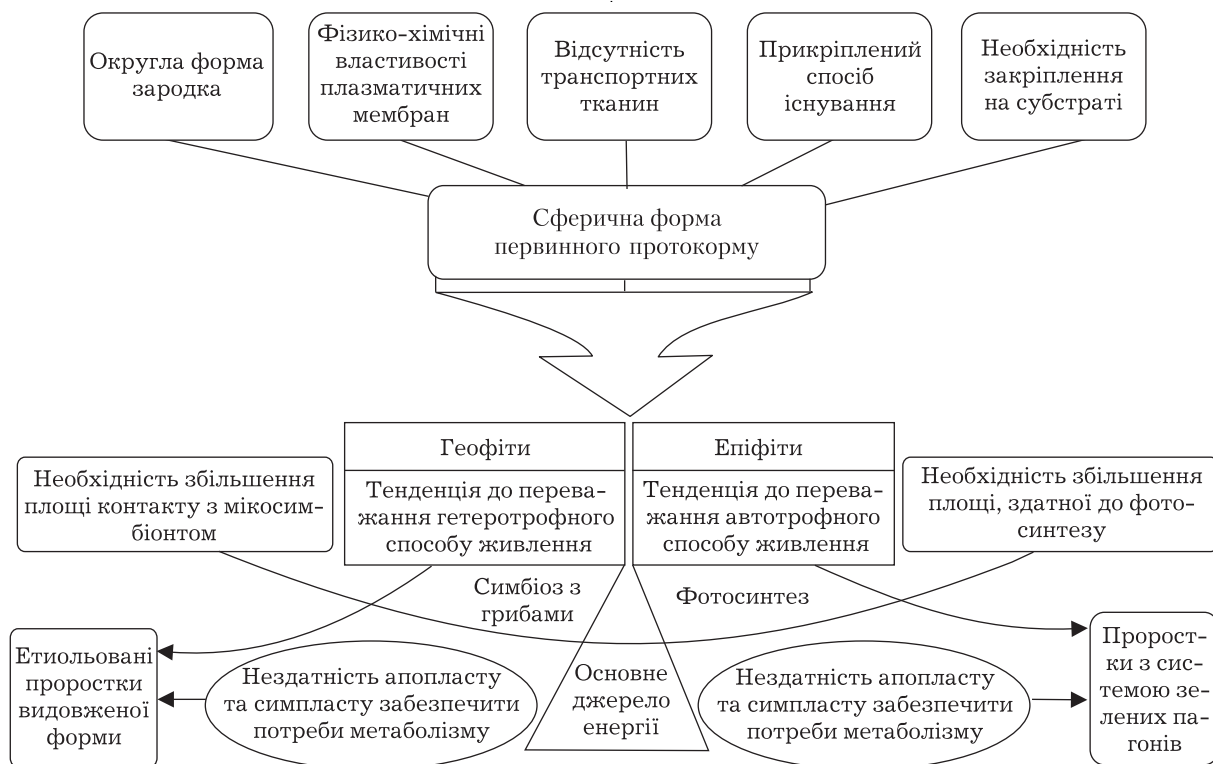 Округла форма
зародка
Фізико-хімічні
властивості
плазматичних
мембран
Відсутність
транспортних
тканин
Прикріплений
спосіб
існування
Необхідність
закріплення
на субстраті
Сферична форма
первинного протокорму
Геофіти
Епіфіти
Необхідність збільшення
площі контакту з мікосим-
біонтом
Тенденція до перева-
жання гетеротрофного
способу живлення
Тенденція до перева-
жання автотрофного
способу живлення
Необхідність збільшення
площі, здатної до фото-
синтезу
Симбіоз з
грибами
Фотосинтез
Етиольовані
проростки
видовженої
форми
Нездатність апопласту
та симпласту забезпечити
потреби метаболізму
Основне
джерело
енергії
Нездатність апопласту
та симпласту забезпечити
потреби метаболізму
Пророст-
ки з сис-
темою зе-
лених па-
гонів